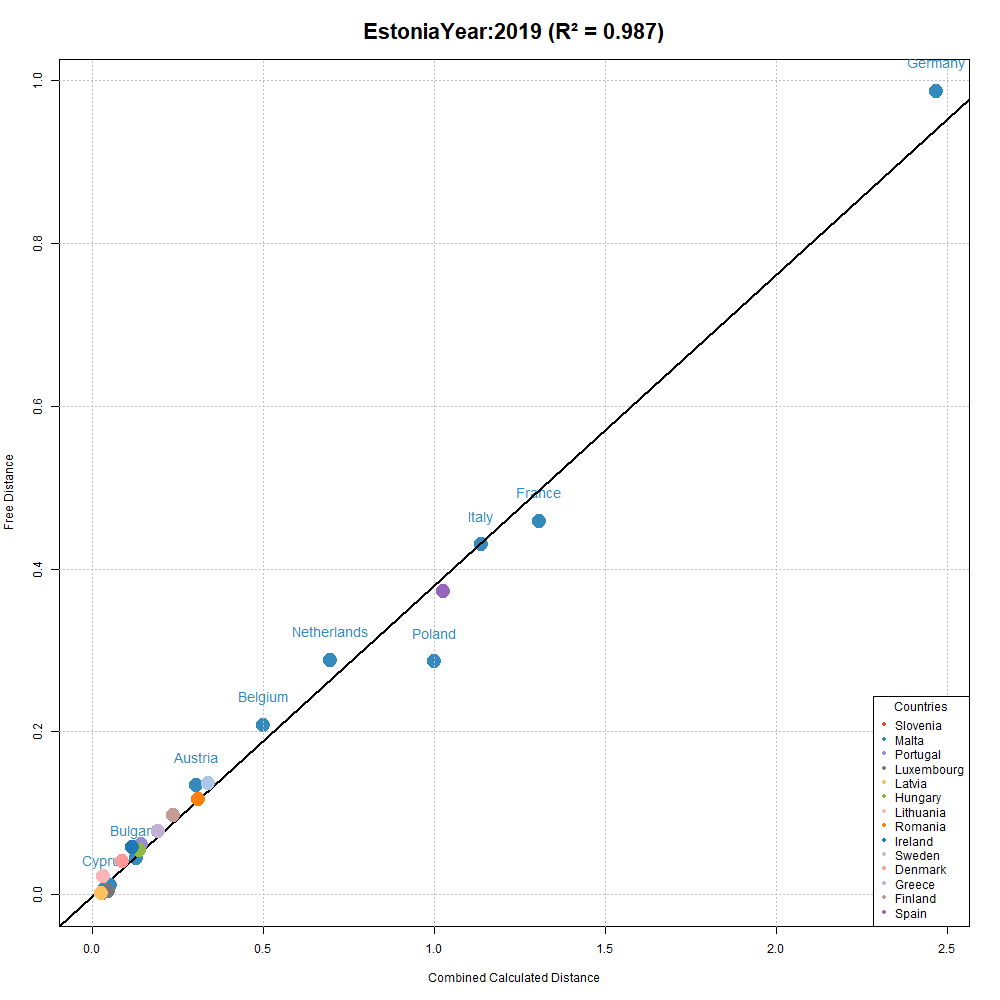 EstoniaYear:2019 (R² = 0.987)
Germany
France
Italy
Netherlands
Poland
Belgium
Austria
Bulgar
Cypru
Free Distance
1.0
0.8
0.6
0.4
0.2
0.0
0.0 0.5 1.0 1.5 2.0 2.5
Combined Calculated Distance
Countries
Slovenia
Malta
Portugal
Luxembourg
Latvia
Hungary
Lithuania
Romania
Ireland
Sweden
Denmark
Greece
Finland
Spain